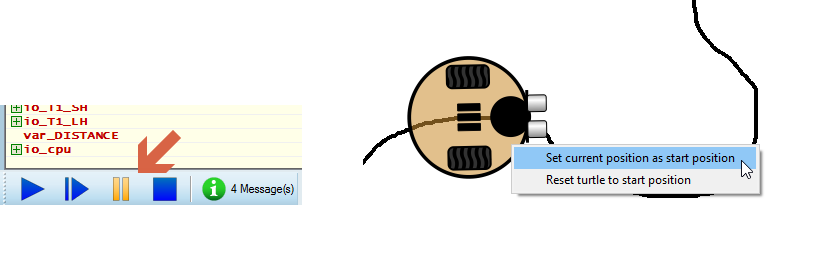 io_T1_SH
io_T1_LH
var_DISTANCE
io_cpu
4 Message(s)
Set current position as start position
Reset turtle to start position